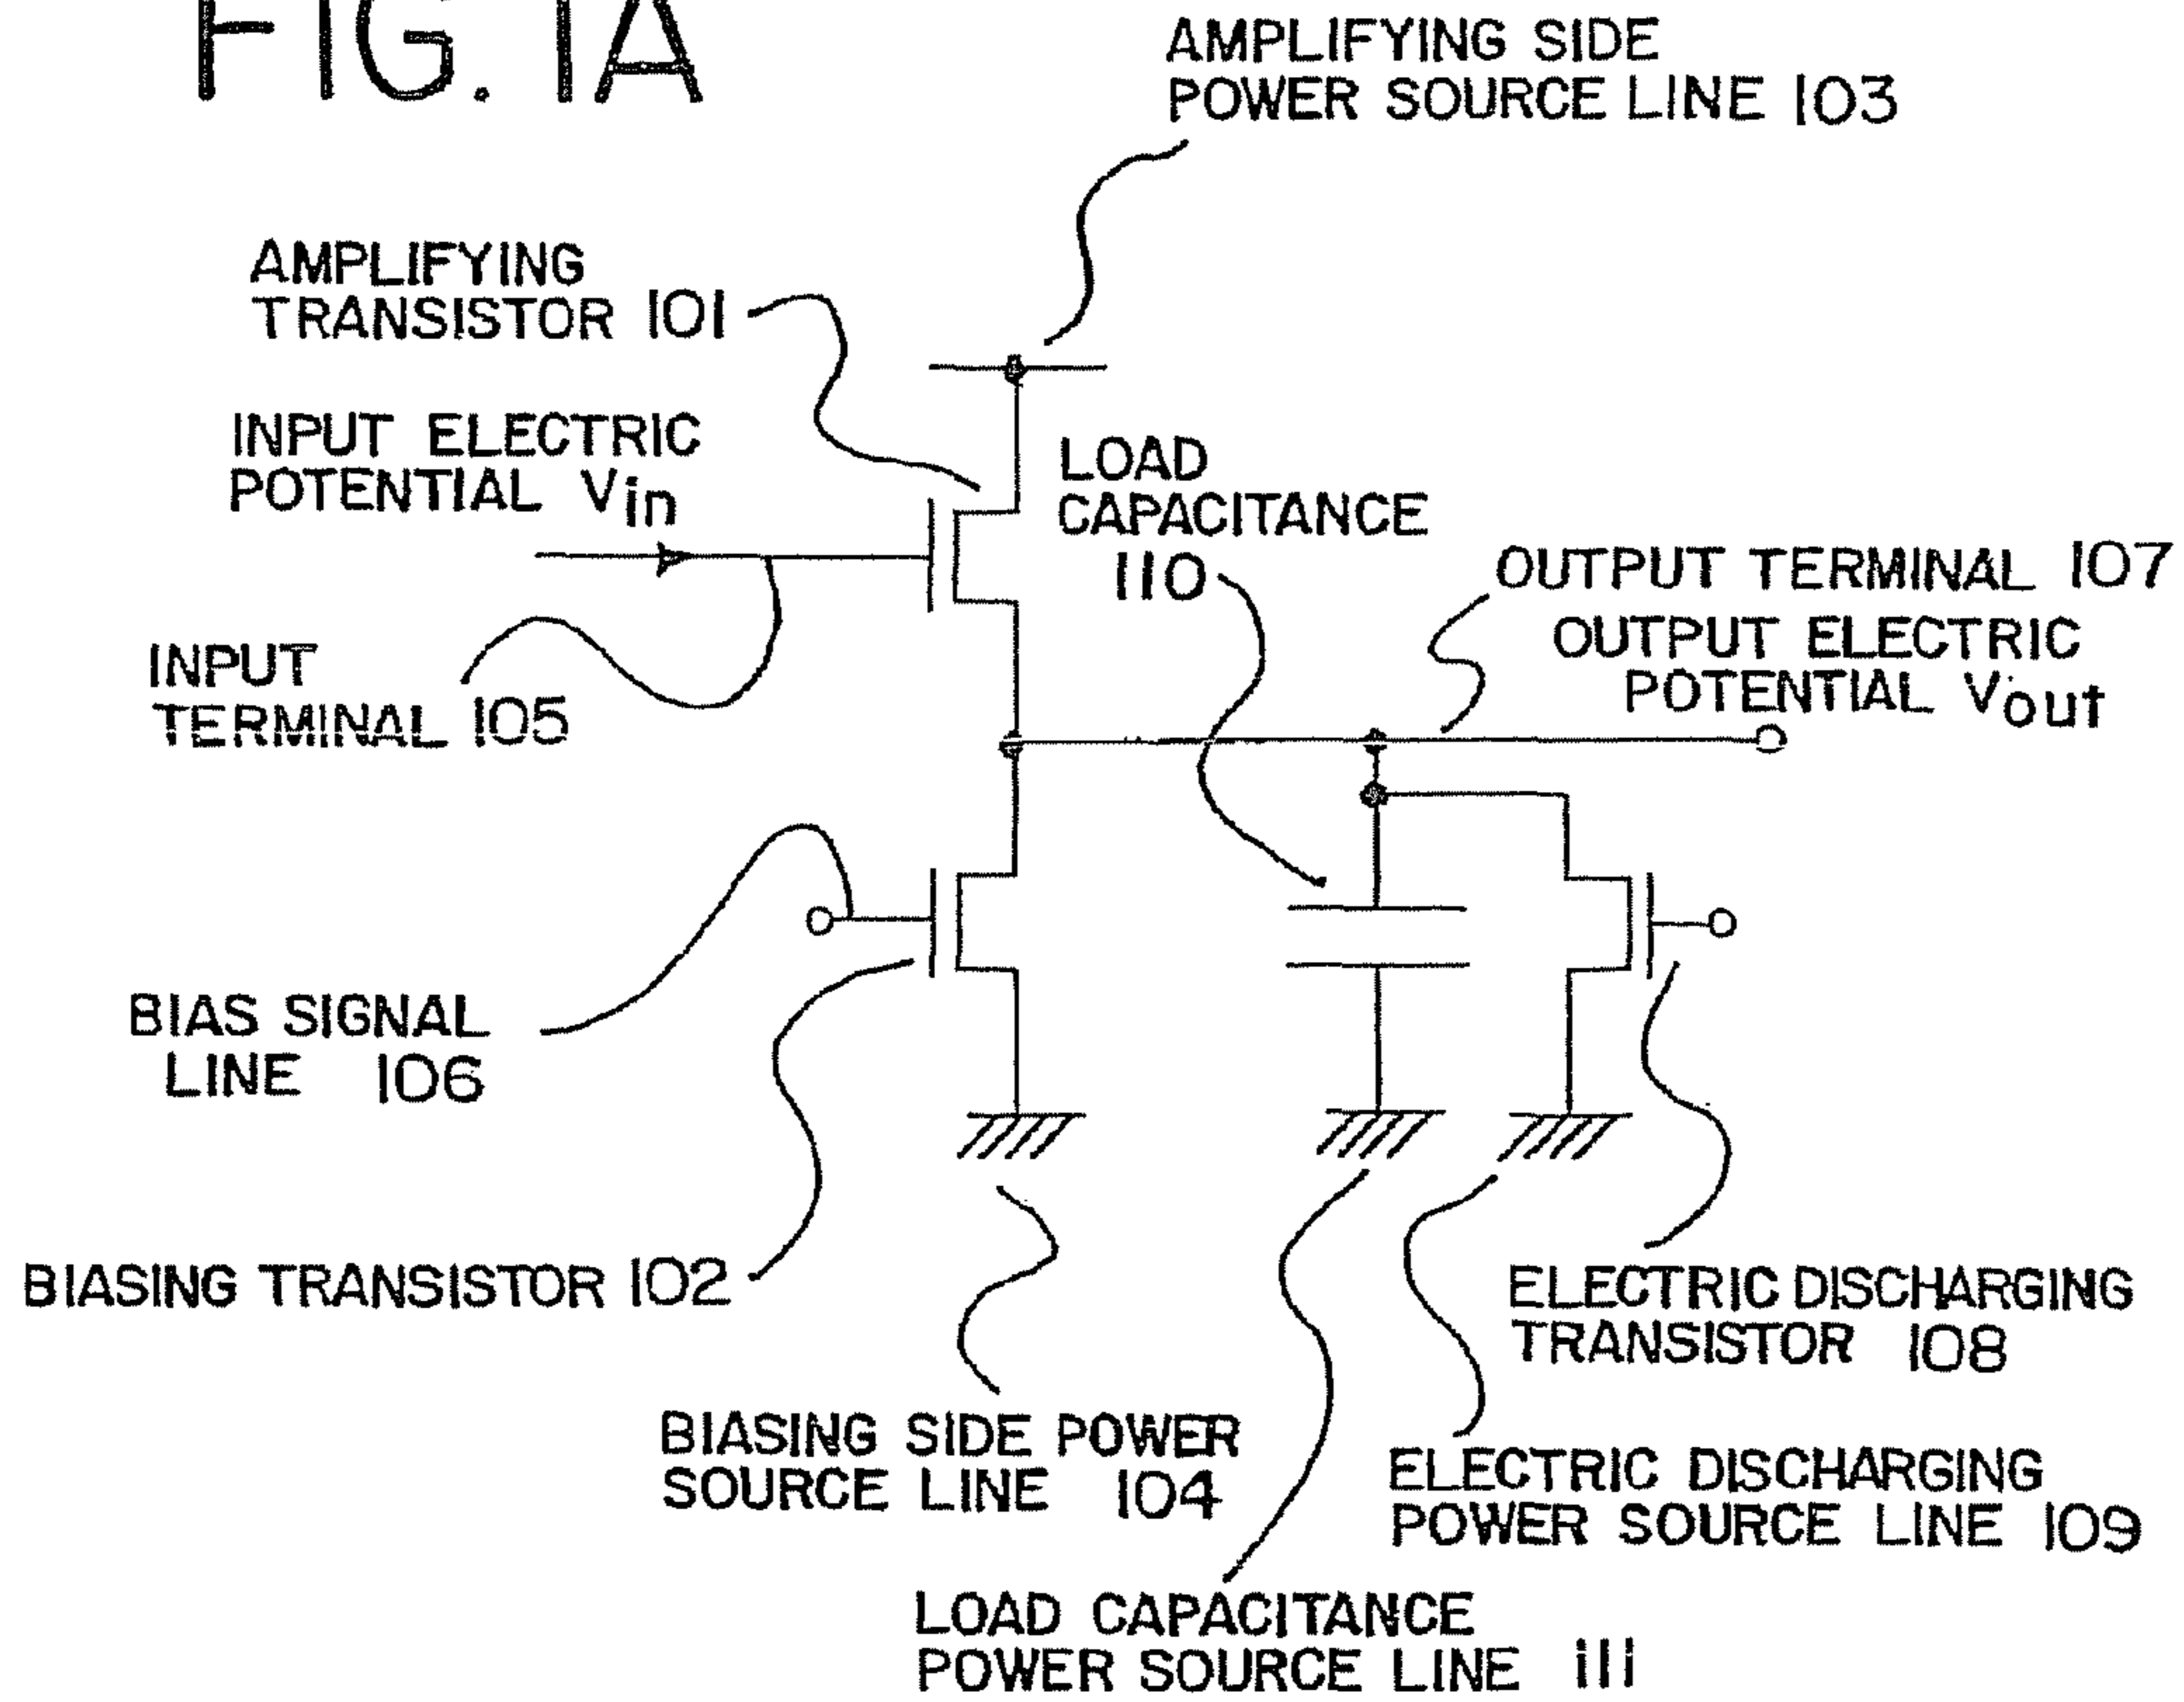 FIG. 1A
AMPLIFYING SIDE
POWER SOURCE LINE 103
AMPLIFYING
TRANSISTOR 101
INPUT ELECTRIC
POTENTIAL Vin
LOAD
CAPACITANCE
110
OUTPUT TERMINAL 107
OUTPUT ELECTRIC
POTENTIAL Vout
INPUT
TERMINAL 105
BIAS SIGNAL
LINE 106
BIASING TRANSISTOR 102
ELECTRIC DISCHARGING
TRANSISTOR 108
BIASING SIDE POWER
SOURCE LINE 104
ELECTRIC DISCHARGING
POWER SOURCE LINE 109
LOAD CAPACITANCE
POWER SOURCE LINE 111